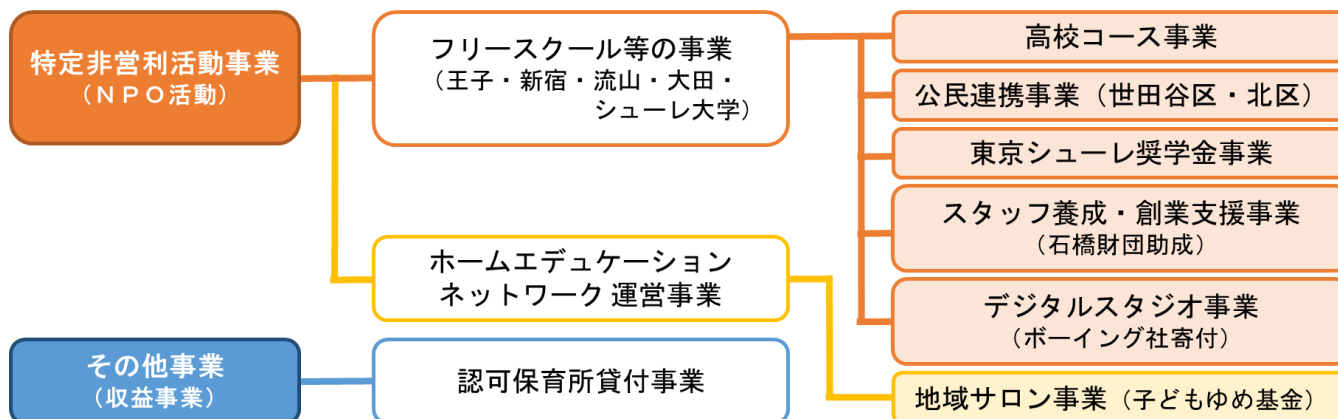 特定非営利活動事業
（ＮＰＯ活動）
フリースクール等の事業
（王子・新宿・流山・大田・
シューレ大学）
高校コース事業
公民連携事業（世田谷区・北区）
東京シューレ奨学金事業
スタッフ養成・創業支援事業
（石橋財団助成）
デジタルスタジオ事業
（ボーイング社寄付）
ホームエデュケーション
ネットワーク 運営事業
地域サロン事業（子どもゆめ基金）
その他事業
（収益事業）
認可保育所貸付事業